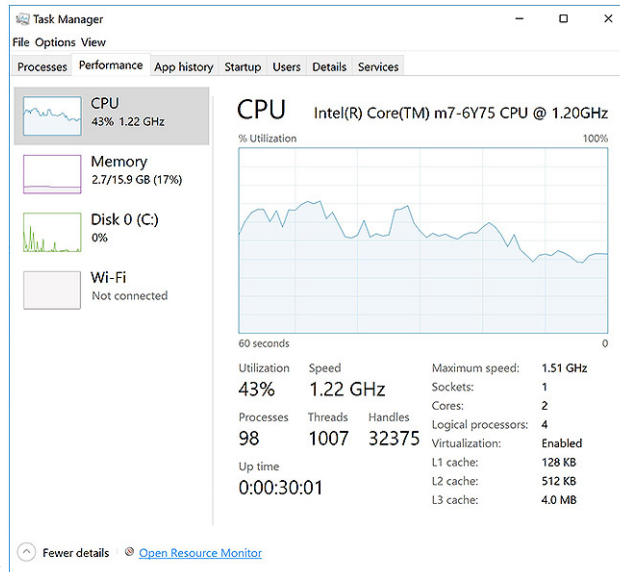 Task Manager
File Options View
Processes Performance App history Startup Users Details Services
CPU
43% 1.22 GHz
Memory
2.7/15.9 GB (17%)
Disk 0 (C:)
0%
Wi-Fi
Not connected
CPU Intel(R) Core(TM) m7-6Y75 CPU @ 1.20GHz
% Utilization 100%
60 seconds 0
Utilization Speed
43% 1.22 GHz
Processes Threads Handles
98 1007 32375
Up time
0:00:30:01
Maximum speed: 1.51 GHz
Sockets: 1
Cores: 2
Logical processors: 4
Virtualization: Enabled
L1 cache: 128 KB
L2 cache: 512 KB
L3 cache: 4.0 MB
Fewer details Open Resource Monitor